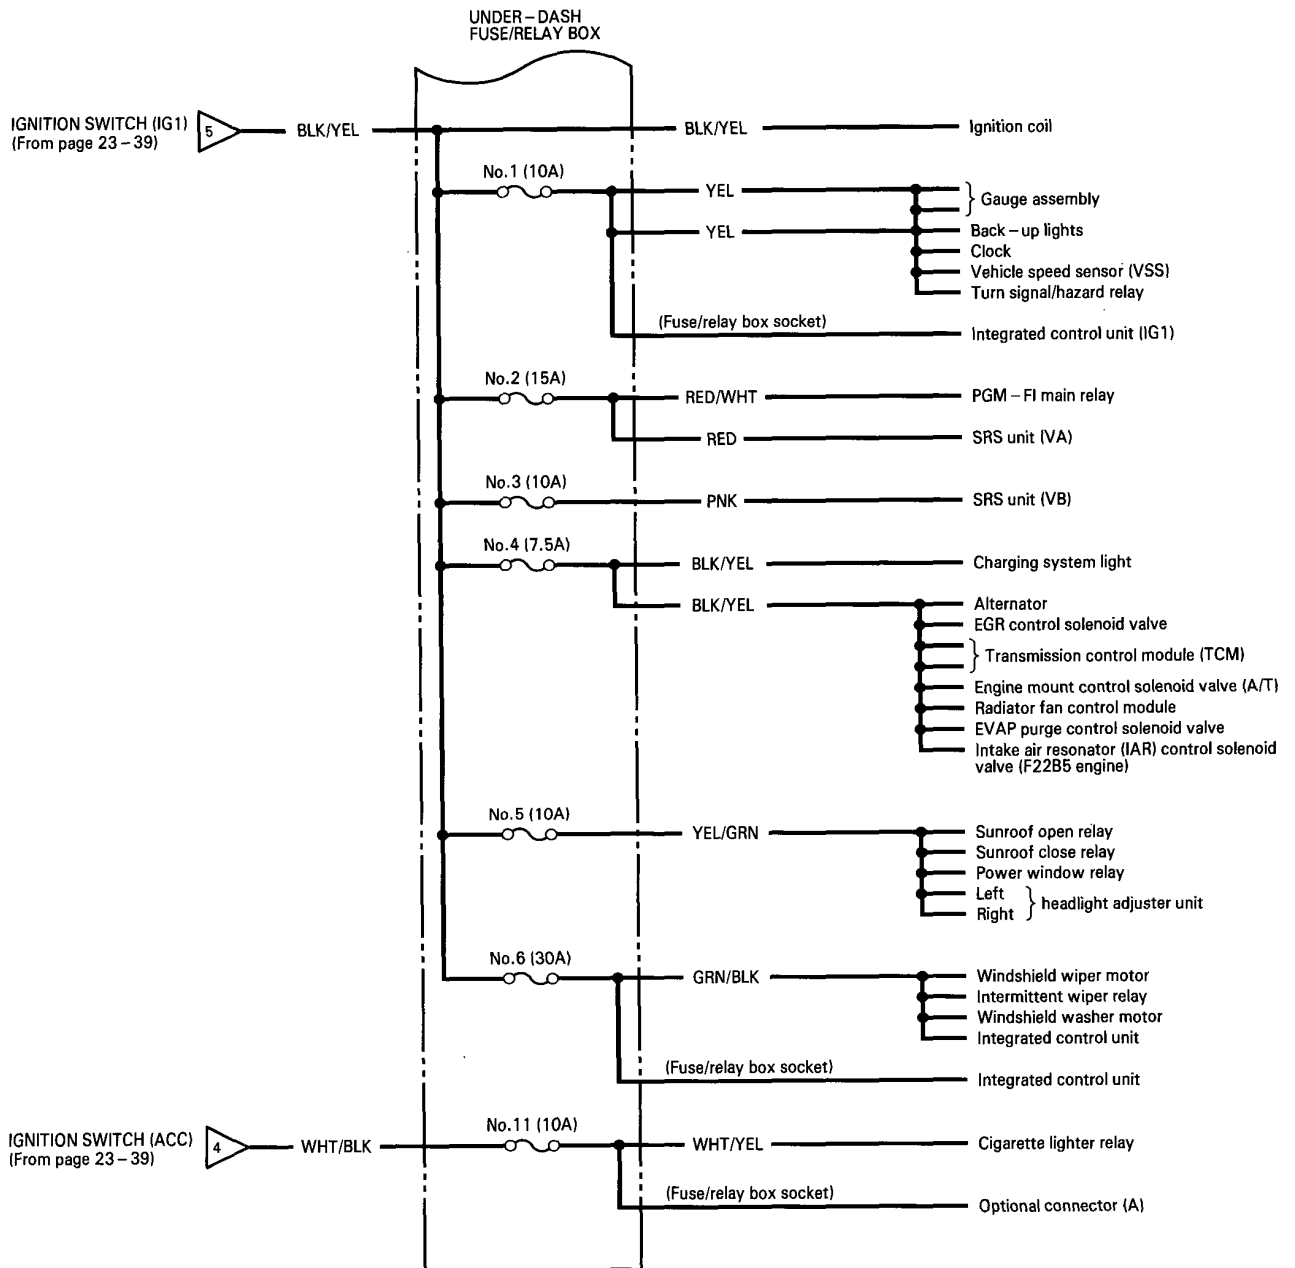 UNDER-DASH
FUSE/RELAY BOX
IGNITION SWITCH (IG1)
(From page 23-39)
5
BLK/YEL
BLK/YEL
Ignition coil
No.1 (10A)
YEL
Gauge assembly
YEL
Back-up lights
Clock
Vehicle speed sensor (VSS)
Turn signal/hazard relay
(Fuse/relay box socket)
Integrated control unit (IG1)
No.2 (15A)
RED/WHT
PGM-FI main relay
RED
SRS unit (VA)
No.3 (10A)
PNK
SRS unit (VB)
No.4 (7.5A)
BLK/YEL
Charging system light
BLK/YEL
Alternator
EGR control solenoid valve
Transmission control module (TCM)
Engine mount control solenoid valve (A/T)
Radiator fan control module
EVAP purge control solenoid valve
Intake air resonator (IAR) control solenoid
valve (F22B5 engine)
No.5 (10A)
YEL/GRN
Sunroof open relay
Sunroof close relay
Power window relay
Left
Right
headlight adjuster unit
No.6 (30A)
GRN/BLK
Windshield wiper motor
Intermittent wiper relay
Windshield washer motor
Integrated control unit
(Fuse/relay box socket)
Integrated control unit
IGNITION SWITCH (ACC)
(From page 23-39)
4
WHT/BLK
No.11 (10A)
WHT/YEL
Cigarette lighter relay
(Fuse/relay box socket)
Optional connector (A)